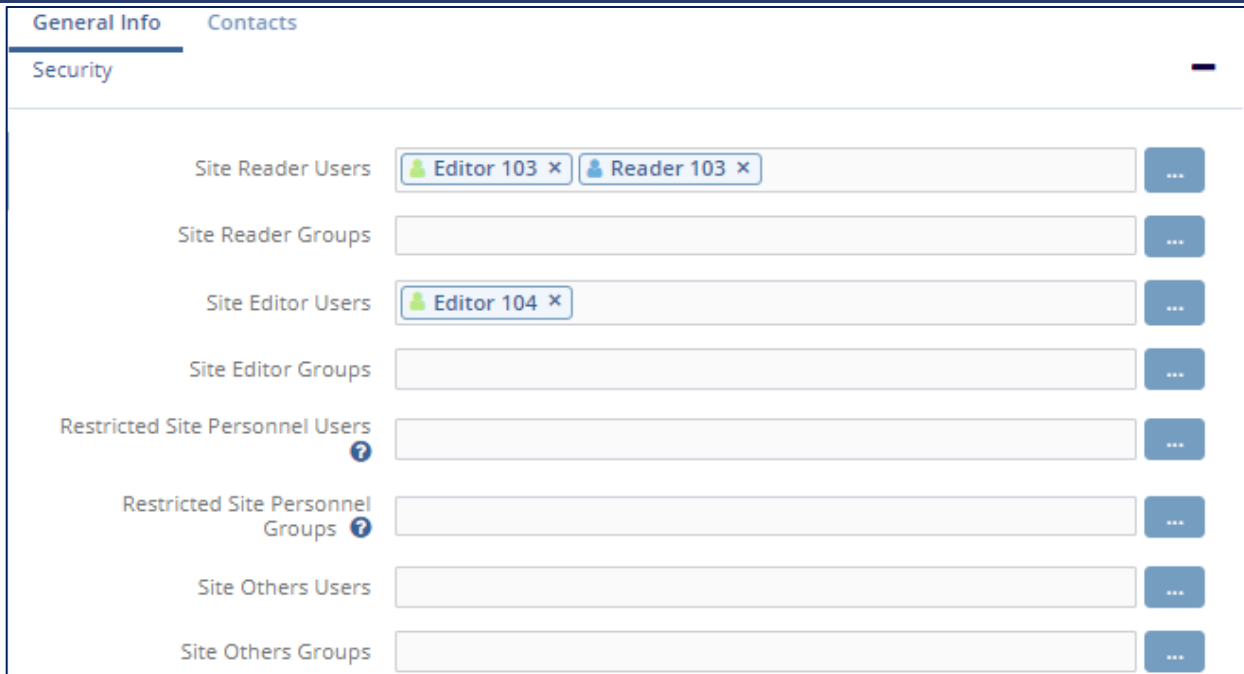 General Info Contacts
Security
Site Reader Users Editor 103 × Reader 103 × ...
Site Reader Groups ...
Site Editor Users Editor 104 × ...
Site Editor Groups ...
Restricted Site Personnel Users
? ...
Restricted Site Personnel
Groups ? ...
Site Others Users ...
Site Others Groups ...